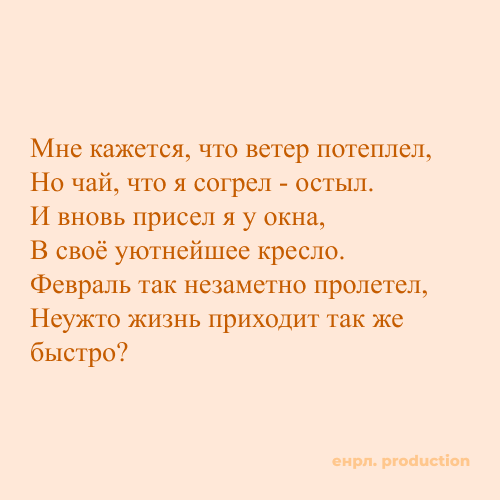 Мне кажется, что ветер потеплел,
Но чай, что я согрел - остыл.
И вновь присел я у окна,
В своё уютнейшее кресло.
Февраль так незаметно пролетел,
Неужто жизнь приходит так же
быстро?
енрл. production